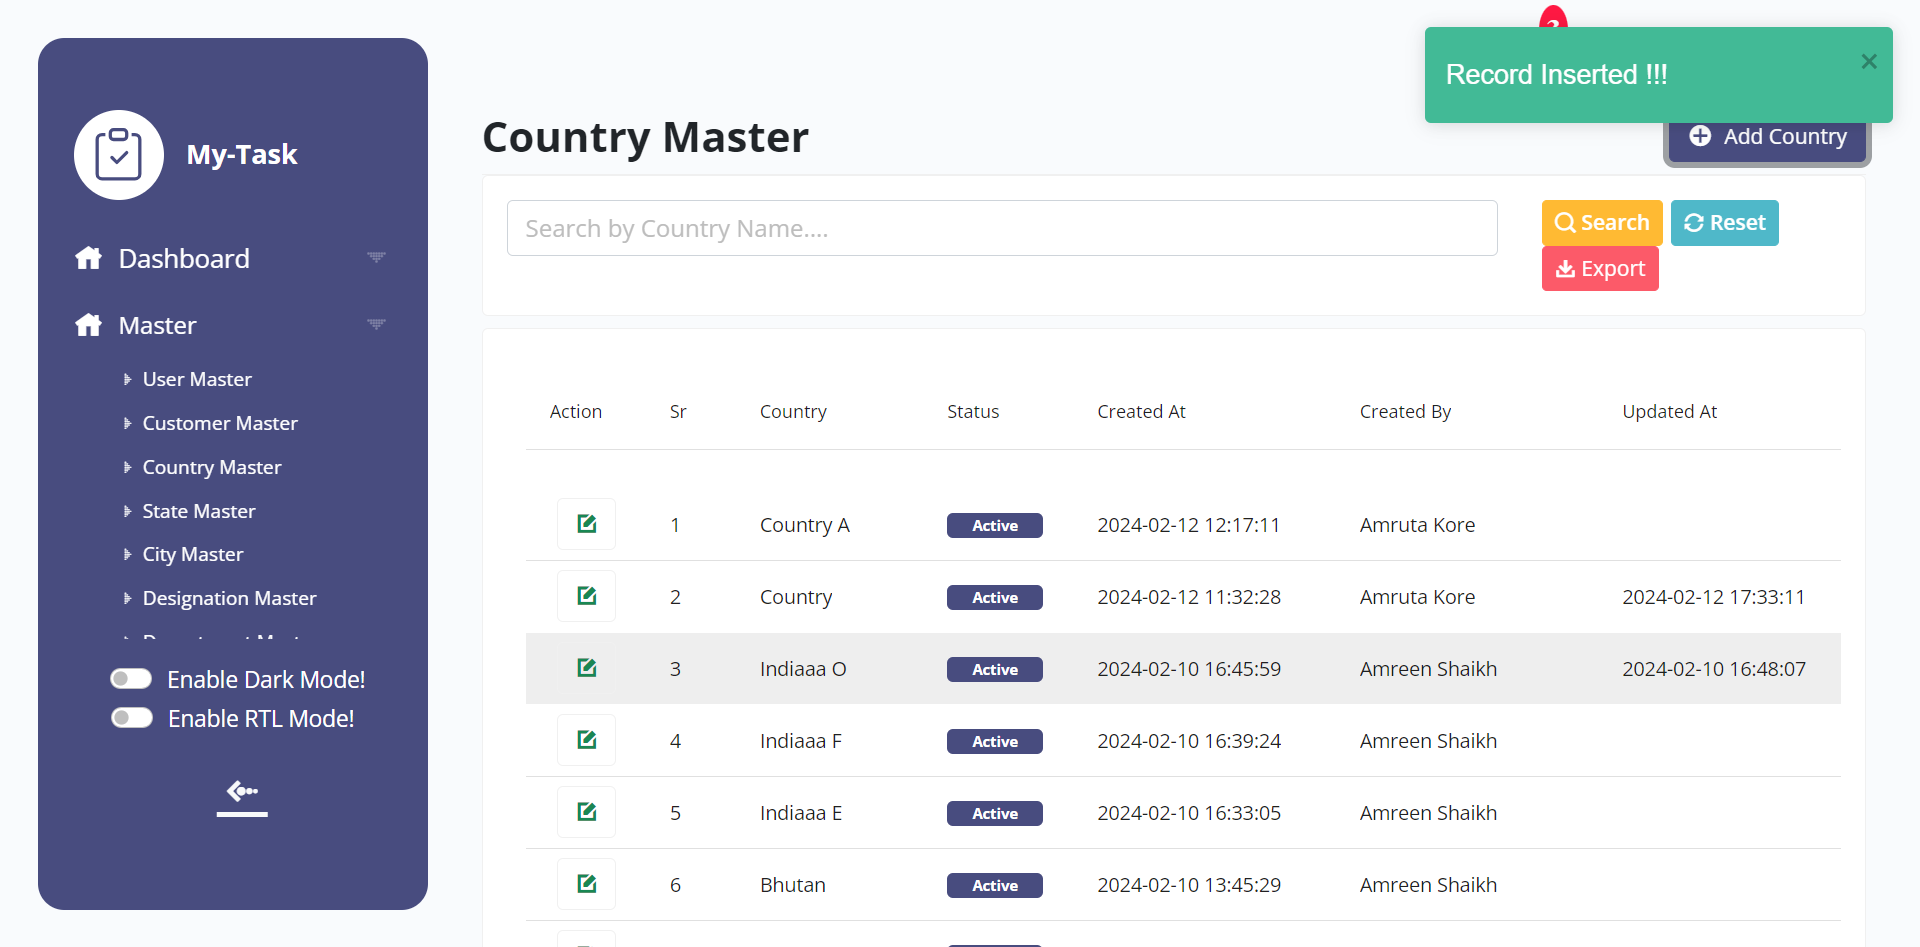 My-Task
Dashboard
Master
User Master
Customer Master
Country Master
State Master
City Master
Designation Master
Enable Dark Mode!
Enable RTL Mode!
Record Inserted !!!
Country Master
Add Country
Search by Country Name....
Search
Reset
Export
Action Sr Country Status Created At Created By Updated At
1 Country A Active 2024-02-12 12:17:11 Amruta Kore
2 Country Active 2024-02-12 11:32:28 Amruta Kore 2024-02-12 17:33:11
3 Indiaaa O Active 2024-02-10 16:45:59 Amreen Shaikh 2024-02-10 16:48:07
4 Indiaaa F Active 2024-02-10 16:39:24 Amreen Shaikh
5 Indiaaa E Active 2024-02-10 16:33:05 Amreen Shaikh
6 Bhutan Active 2024-02-10 13:45:29 Amreen Shaikh